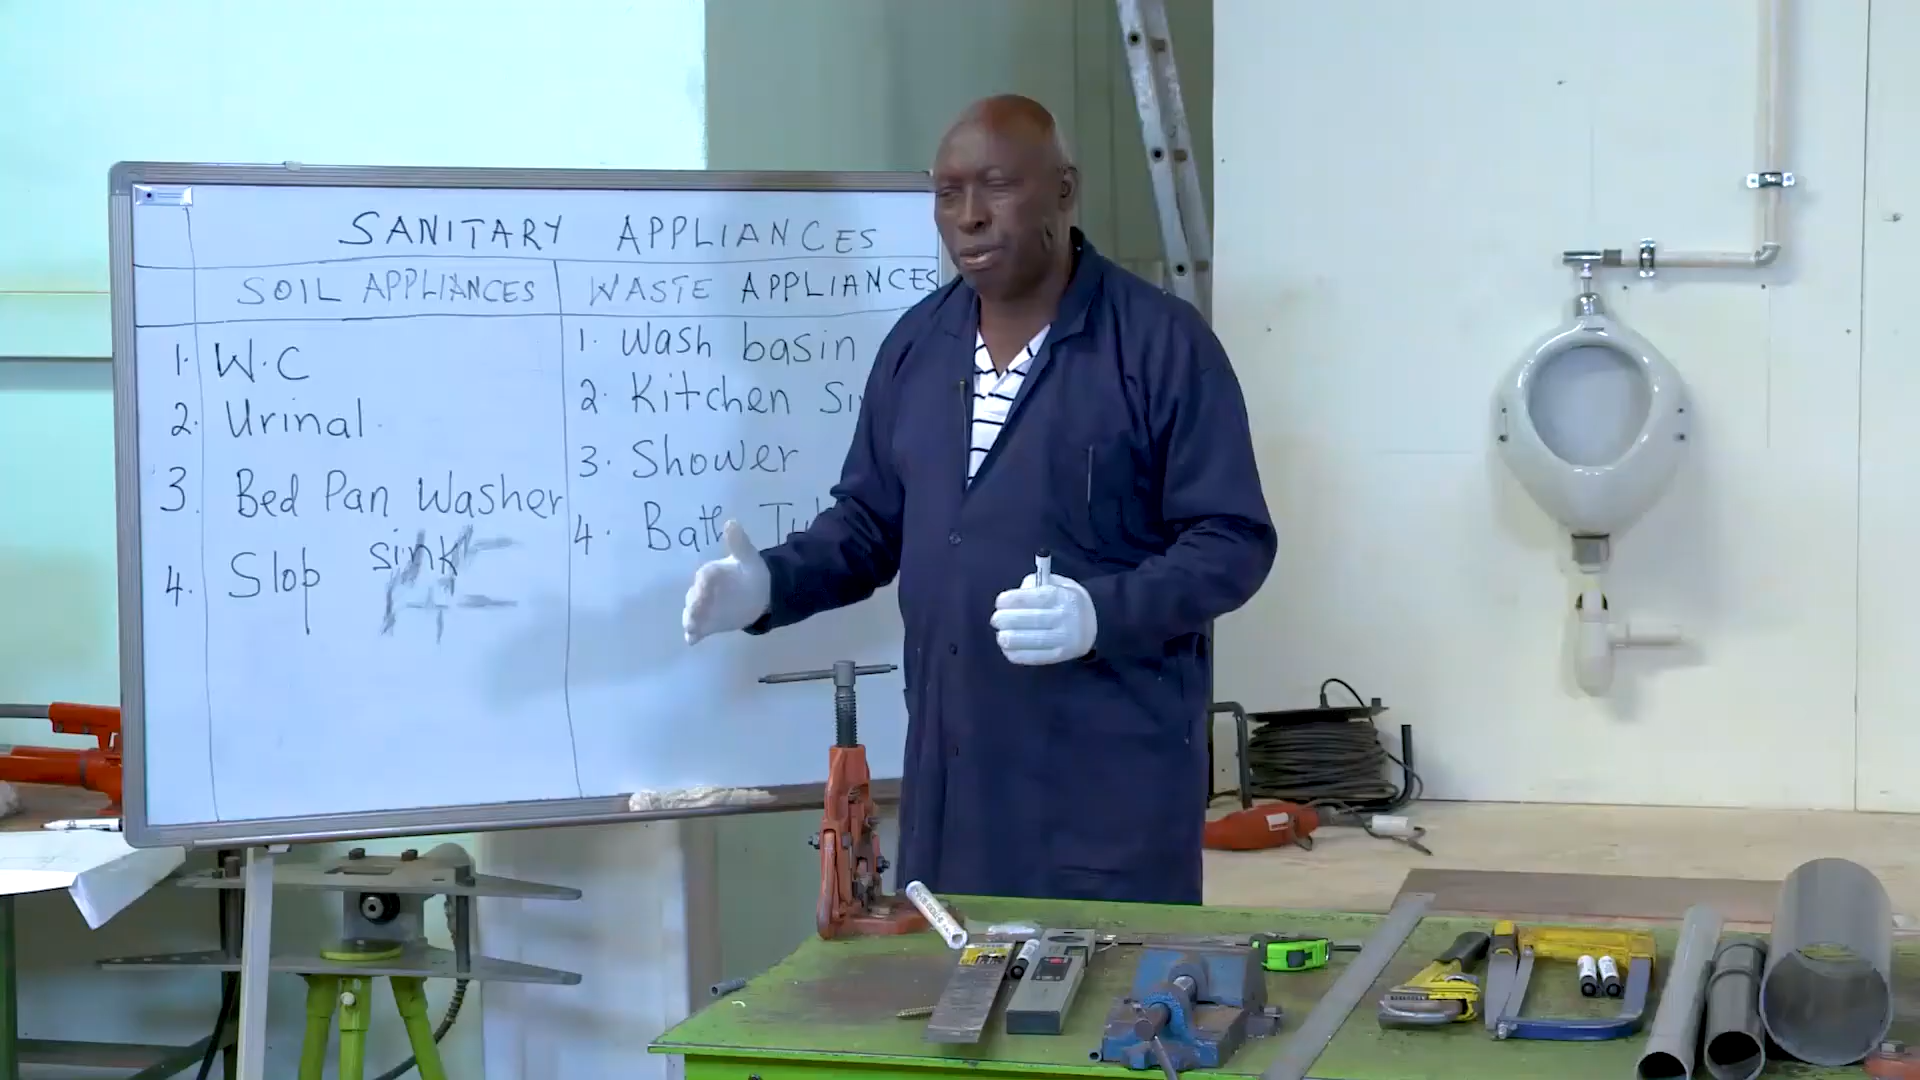 SANITARY APPLIANCES
SOIL APPLIANCES
WASTE APPLIANCES
1. W.C
2. Urinal
3. Bed Pan Washer
4. Slop sink
1. Wash basin
2. Kitchen
3. Shower
4. Bath